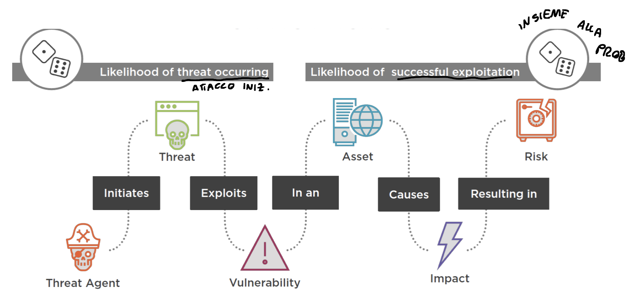 INSIEME ALLA
PROB
Likelihood of threat occurring
Likelihood of successful exploitation
ATTACCO INIZ.
Threat
Asset
Risk
Initiates
Exploits
In an
Causes
Resulting in
Threat Agent
Vulnerability
Impact